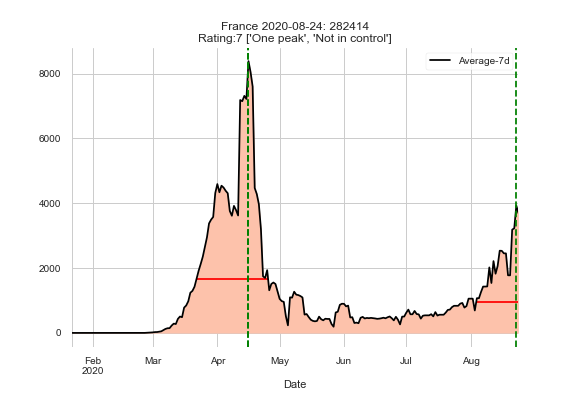 France 2020-08-24: 282414
Rating:7 ['One peak', 'Not in control']
Average-7d
8000
6000
4000
2000
0
Feb Mar Apr May Jun Jul Aug
2020
Date